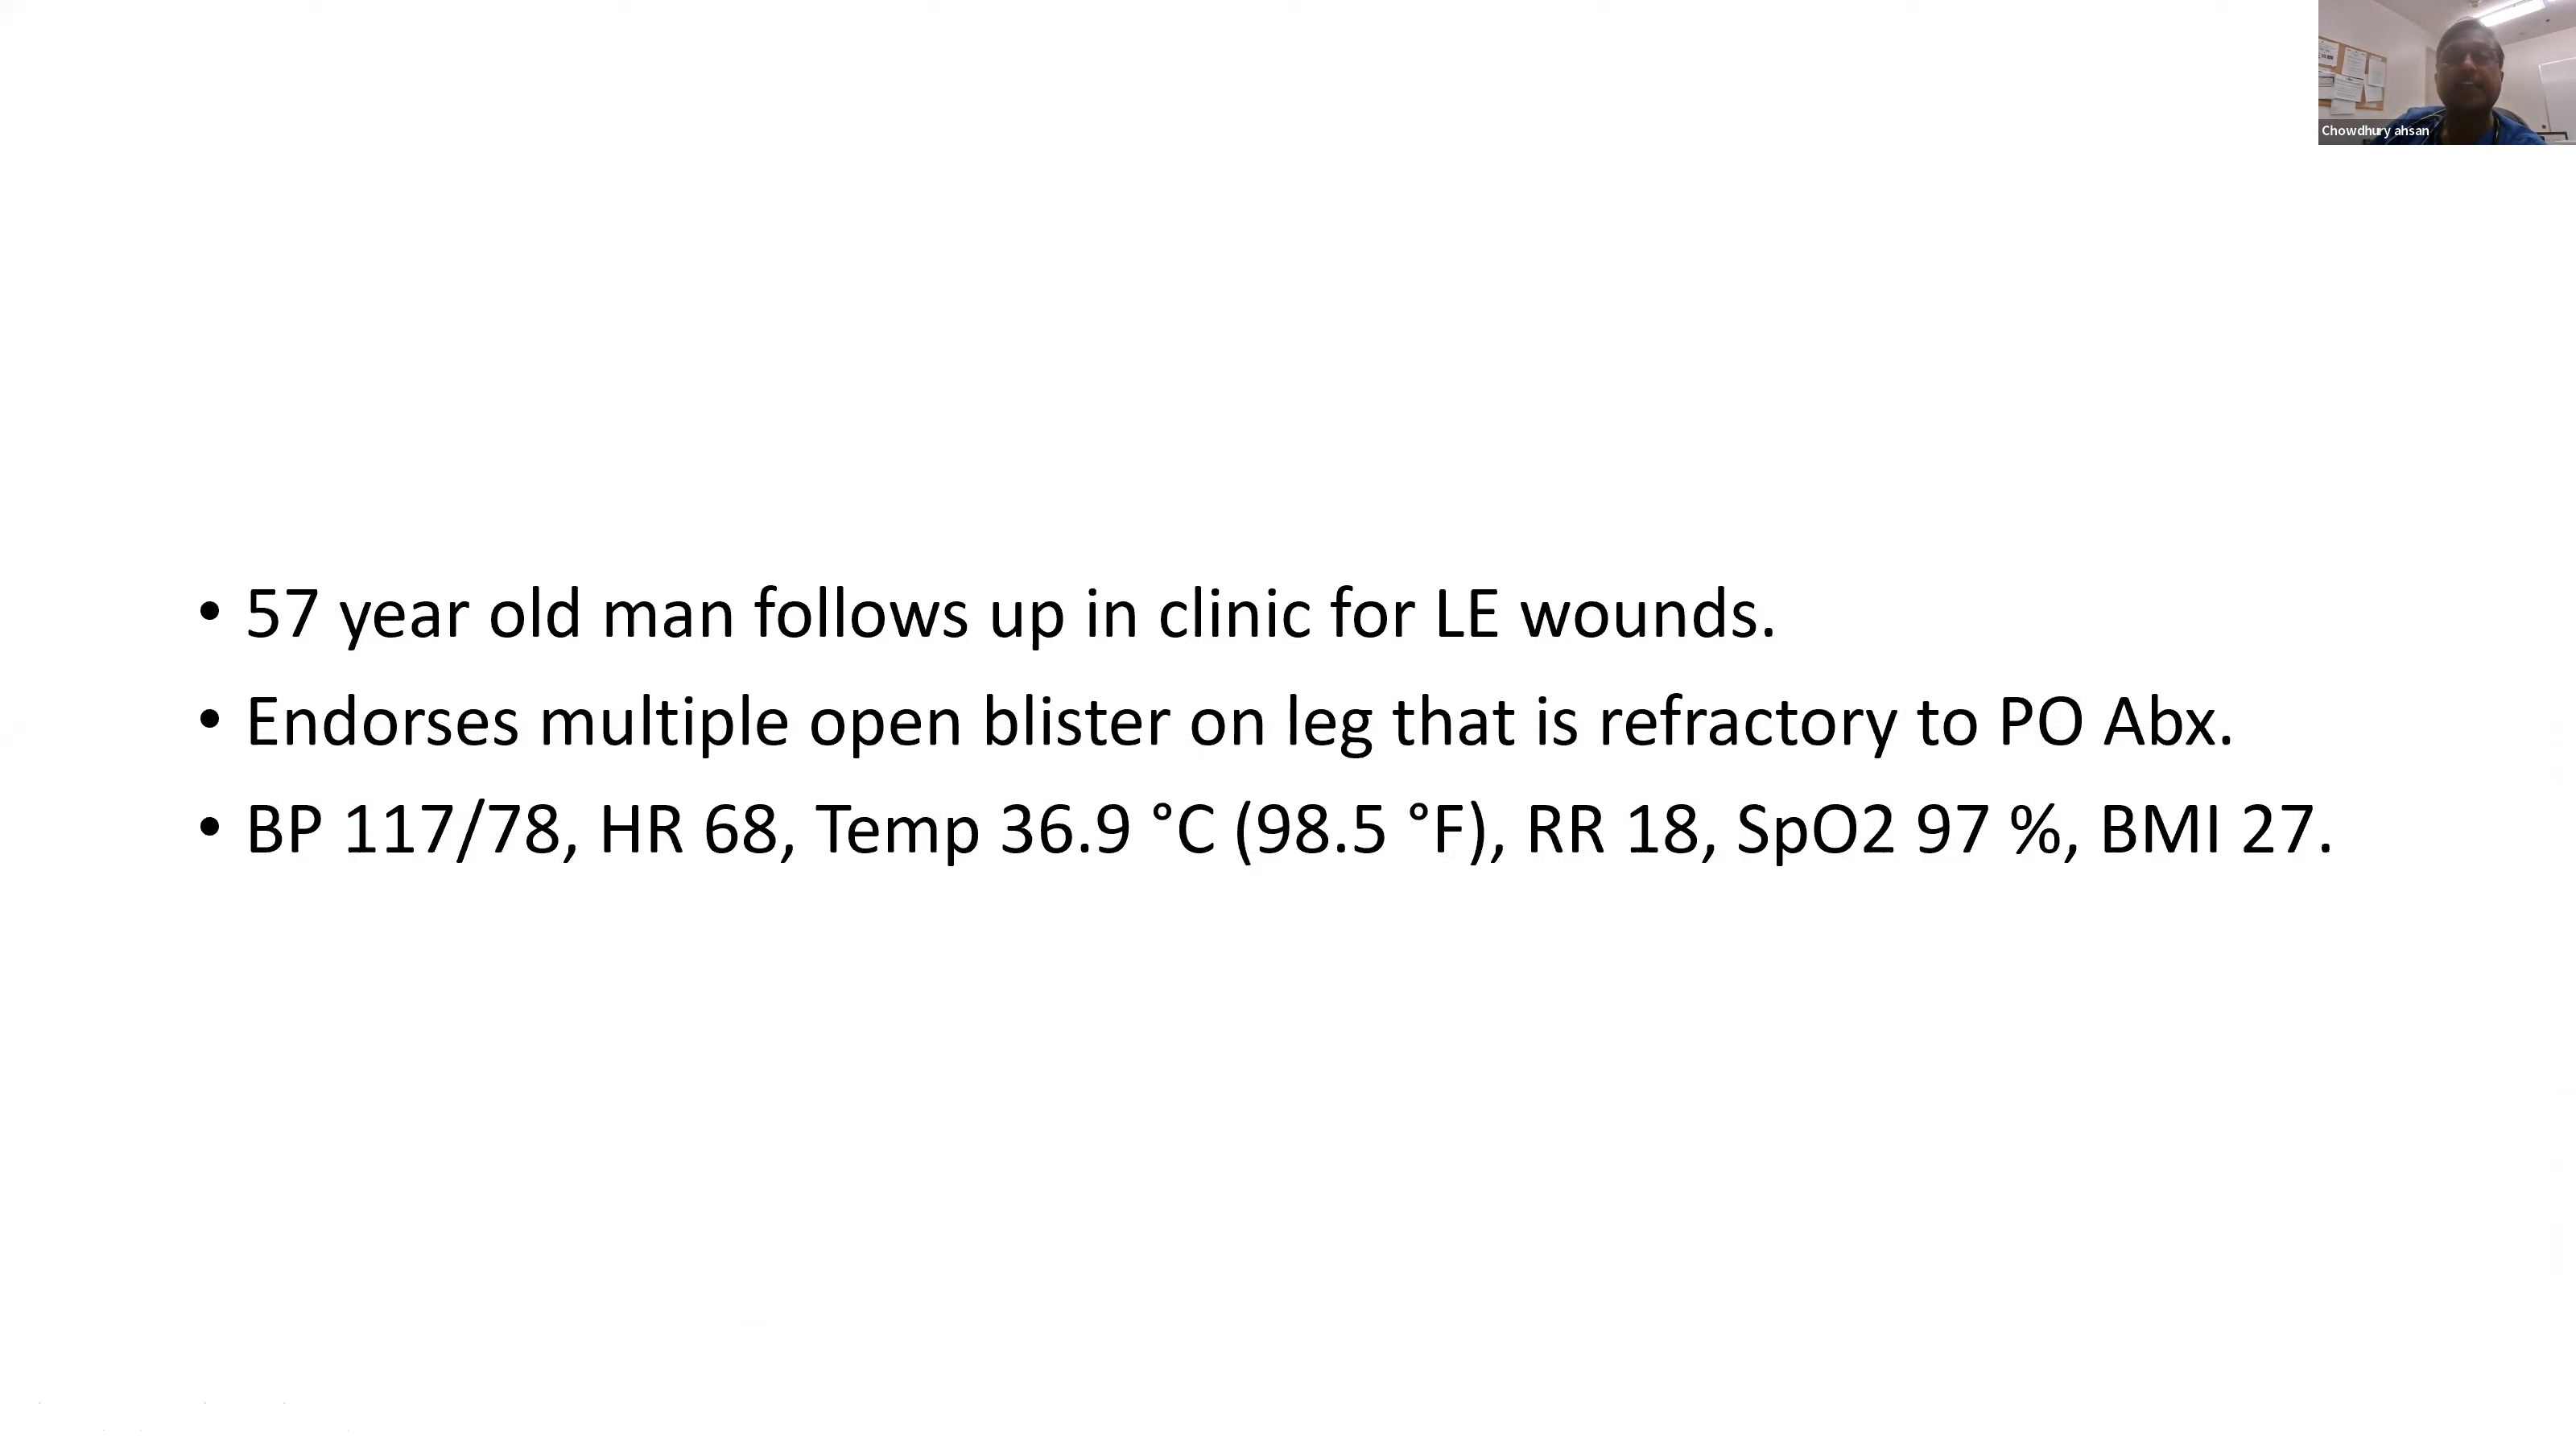 Chowdhury ahsan
• 57 year old man follows up in clinic for LE wounds.
• Endorses multiple open blister on leg that is refractory to PO Abx.
• BP 117/78, HR 68, Temp 36.9 °C (98.5 °F), RR 18, SpO2 97 %, BMI 27.